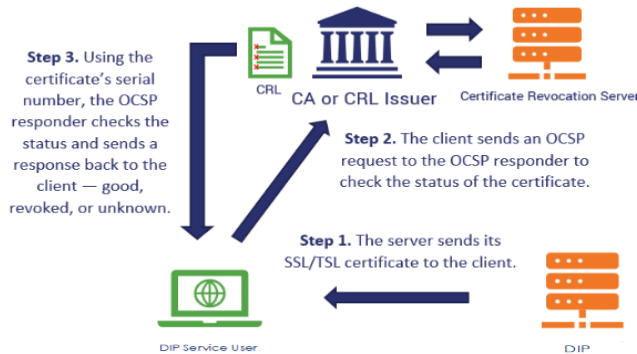 Step 3. Using the
certificate's serial
number, the OCSP
responder checks the
status and sends a
response back to the
client — good,
revoked, or unknown.
CRL
CA or CRL Issuer
Certificate Revocation Server
Step 2. The client sends an OCSP
request to the OCSP responder to
check the status of the certificate.
Step 1. The server sends its
SSL/TSL certificate to the client.
DIP Service User
DIP